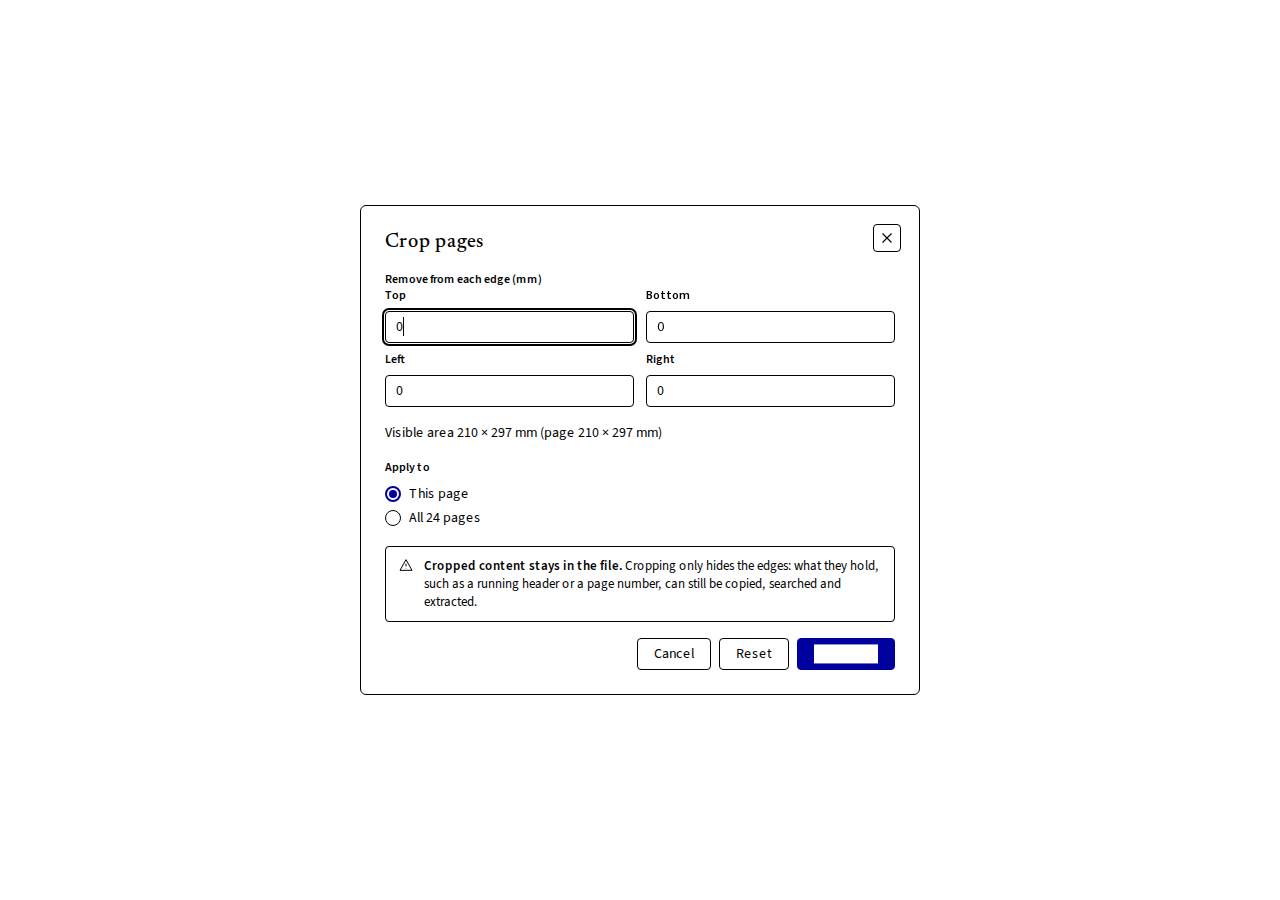 Crop pages
Remove from each edge (mm)
Top
Bottom
0
0
Left
Right
0
0
Visible area 210 × 297 mm (page 210 × 297 mm)
Apply to
This page
All 24 pages
Cropped content stays in the file. Cropping only hides the edges: what they hold,
such as a running header or a page number, can still be copied, searched and
extracted.
Cancel
Reset